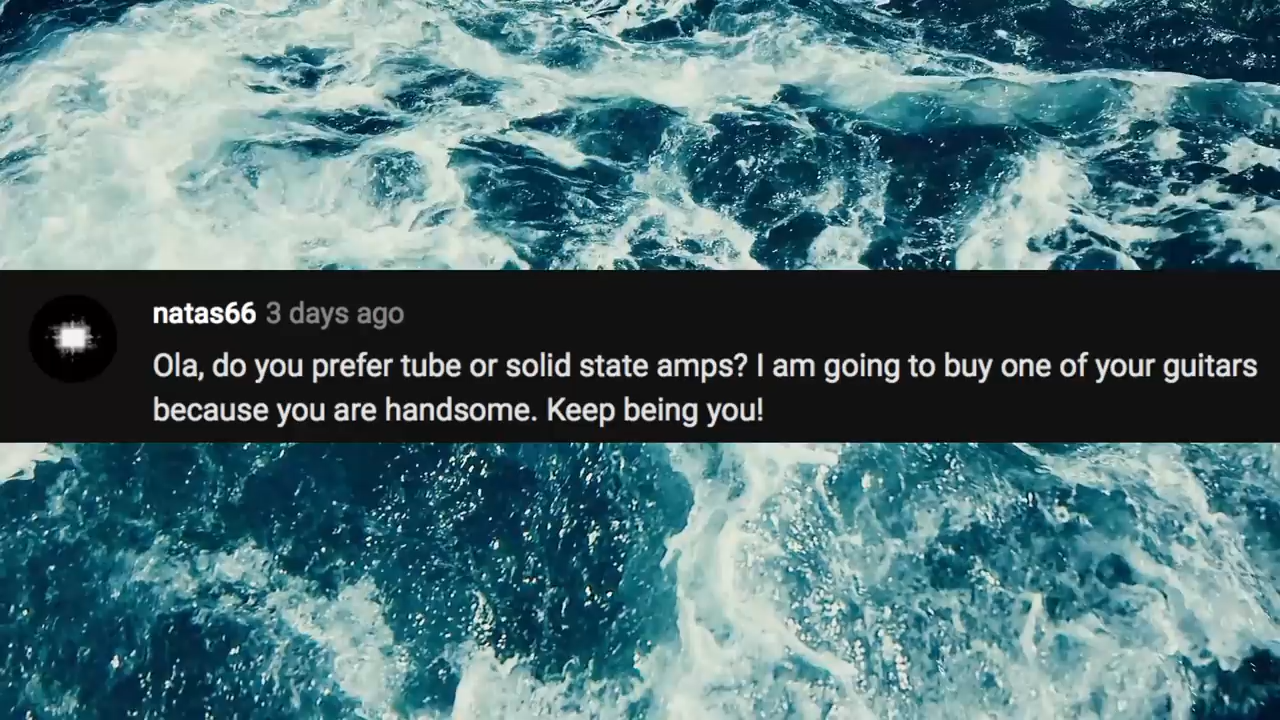 natas66 3 days ago
Ola, do you prefer tube or solid state amps? I am going to buy one of your guitars
because you are handsome. Keep being you!